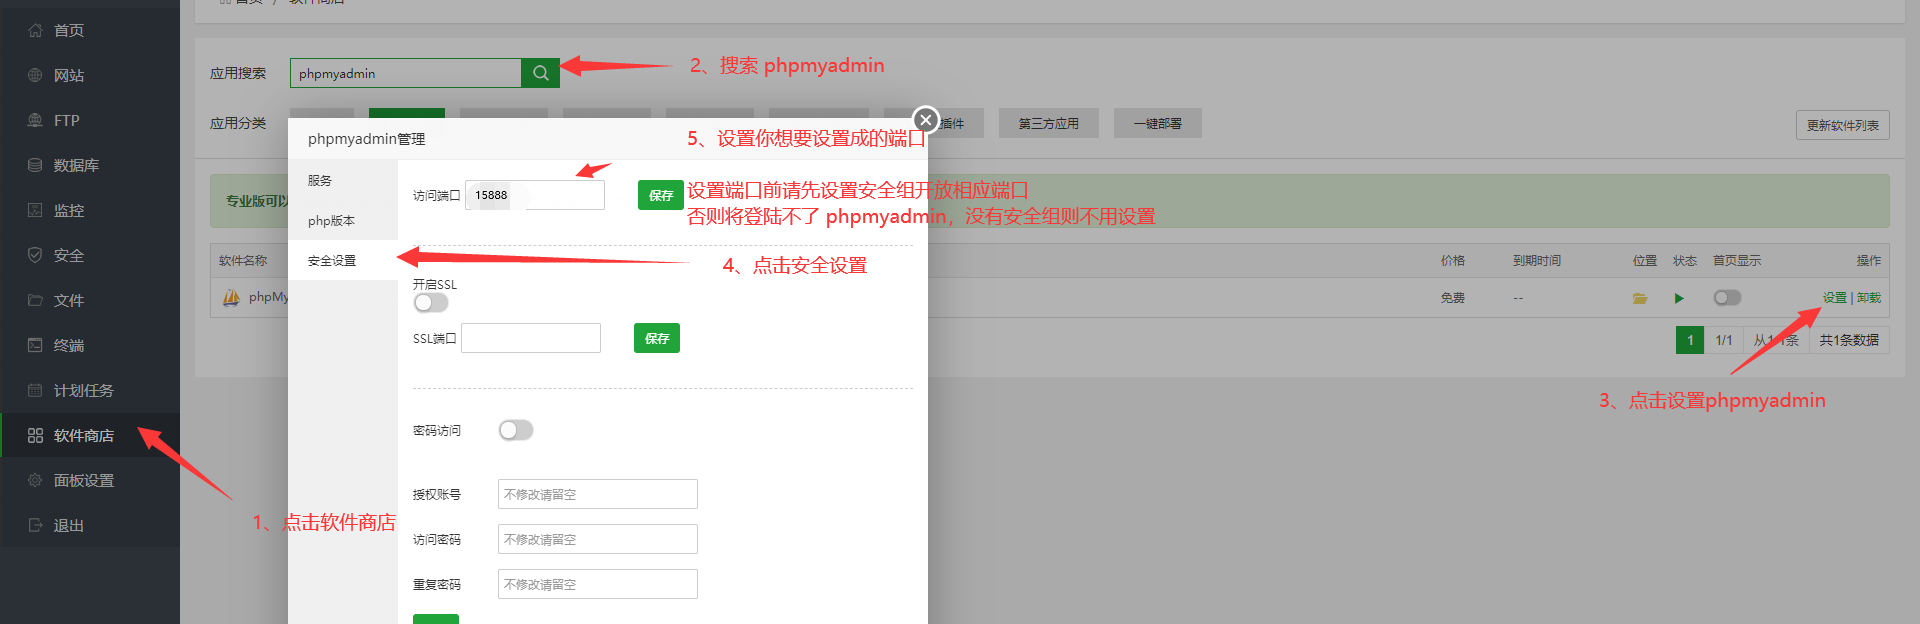 首页 / 软件商店
首页
网站
FTP
数据库
监控
安全
文件
终端
计划任务
软件商店
面板设置
退出
1、点击软件商店
应用搜索
phpmyadmin
2、搜索 phpmyadmin
应用分类
插件
第三方应用
一键部署
更新软件列表
专业版可以
软件名称
价格
到期时间
位置
状态
首页显示
操作
phpMy
免费
--
设置 | 卸载
1
1/1
从1-1条
共1条数据
3、点击设置phpmyadmin
phpmyadmin管理
5、设置你想要设置成的端口
服务
php版本
安全设置
4、点击安全设置
访问端口
15888
保存
设置端口前请先设置安全组开放相应端口
否则将登陆不了 phpmyadmin，没有安全组则不用设置
开启SSL
SSL端口
保存
密码访问
授权账号
不修改请留空
访问密码
不修改请留空
重复密码
不修改请留空